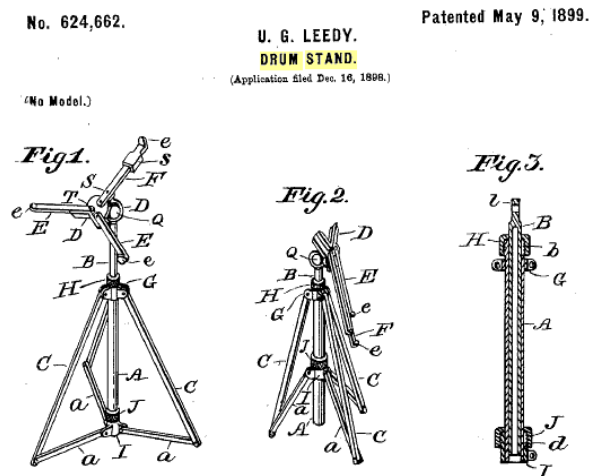 No. 624,662.
Patented May 9, 1899.
U. G. LEEDY.
DRUM STAND.
(Application filed Dec. 16, 1898.)
(No Model.)
Fig.1.
e
s
S
F
T
D
e
E
D
Q
E
B
e
H
G
C
A
C
a
J
I
a
a
Fig.2.
D
Q
B
E
H
G
e
F
e
C
J
C
I
a
A
a
C
Fig.3.
l
B
H
b
G
A
J
d
I